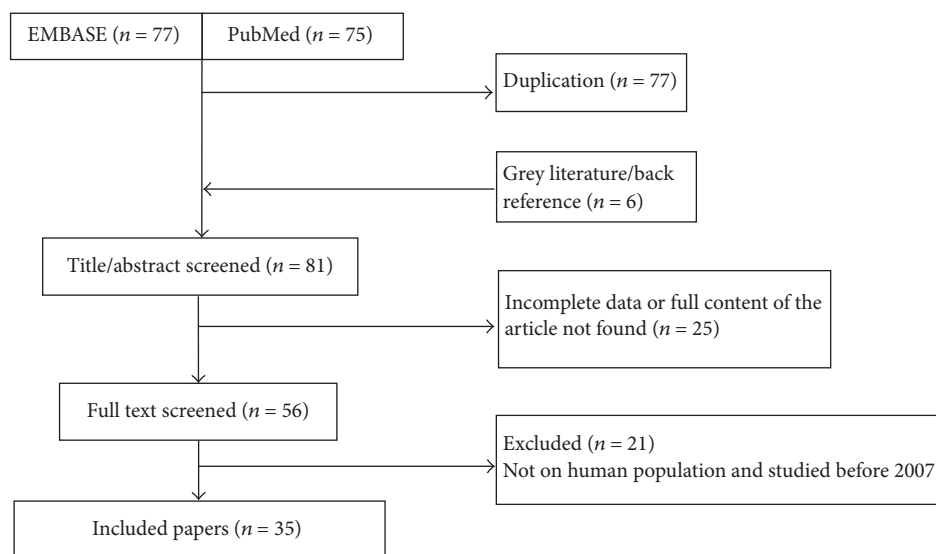 EMBASE (n = 77)
PubMed (n = 75)
Duplication (n = 77)
Grey literature/back
reference (n = 6)
Title/abstract screened (n = 81)
Incomplete data or full content of the
article not found (n = 25)
Full text screened (n = 56)
Excluded (n = 21)
Not on human population and studied before 2007
Included papers (n = 35)